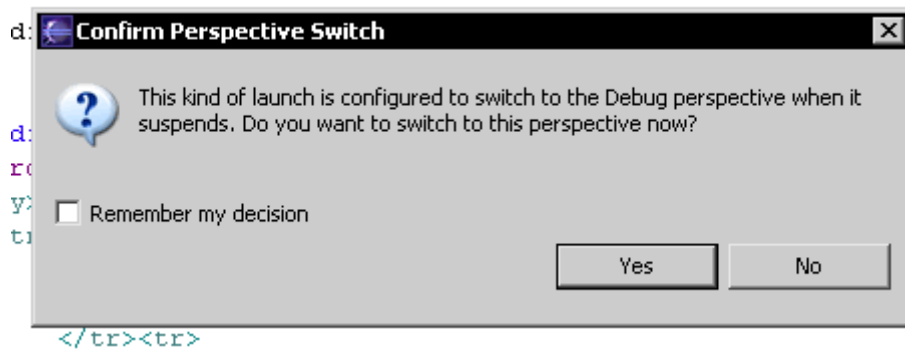 Confirm Perspective Switch
This kind of launch is configured to switch to the Debug perspective when it
suspends. Do you want to switch to this perspective now?
Remember my decision
Yes No
</tr><tr>